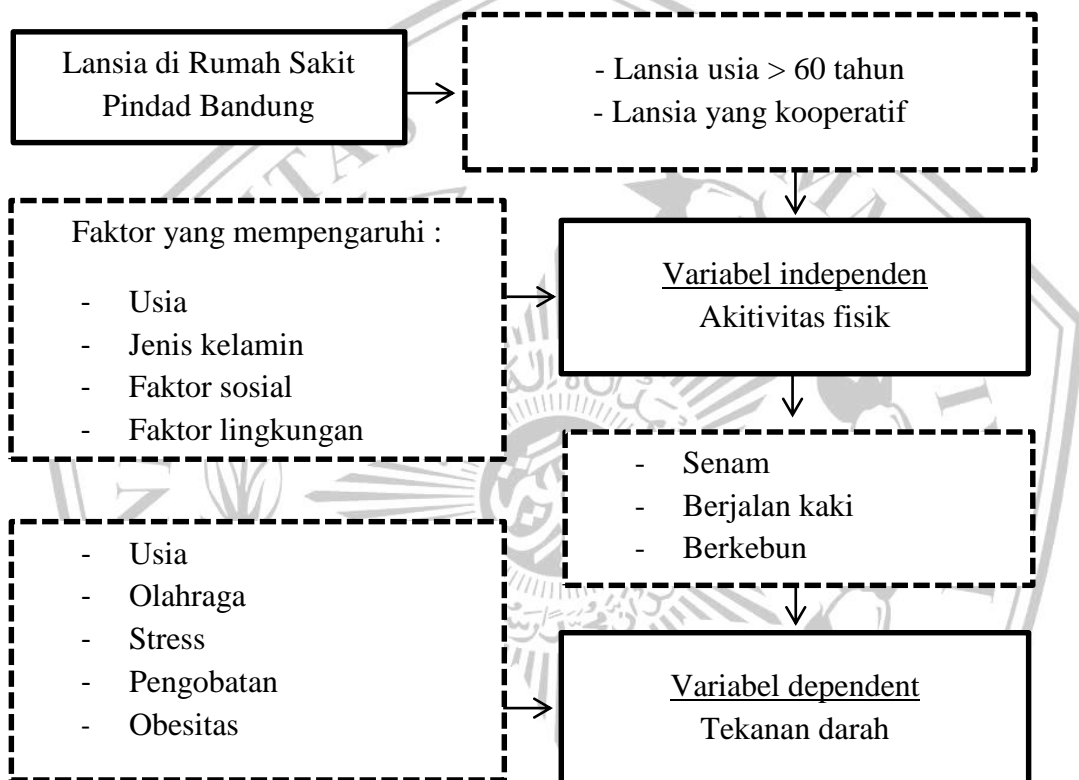 Lansia di Rumah Sakit
Pindad Bandung
- Lansia usia > 60 tahun
- Lansia yang kooperatif
Faktor yang mempengaruhi :
- Usia
- Jenis kelamin
- Faktor sosial
- Faktor lingkungan
Variabel independen
Akitivitas fisik
- Senam
- Berjalan kaki
- Berkebun
- Usia
- Olahraga
- Stress
- Pengobatan
- Obesitas
Variabel dependent
Tekanan darah